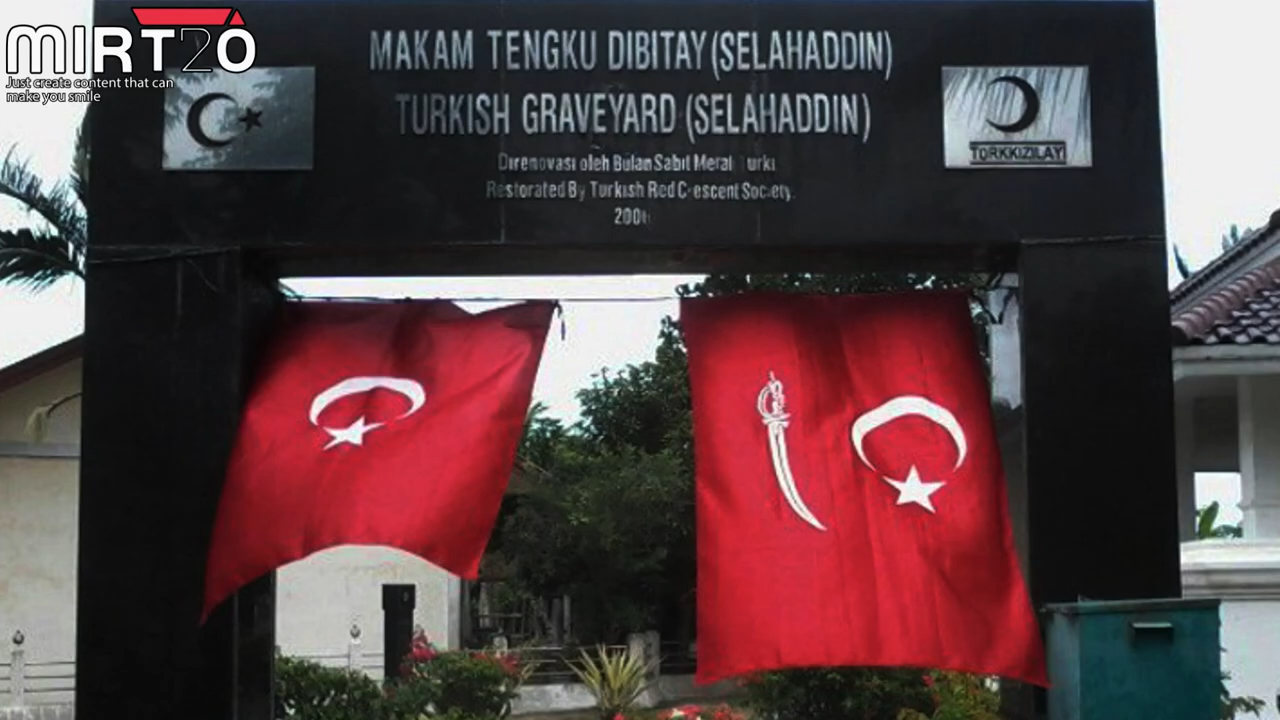 MIRT20
Just create content that can
make you smile
MAKAM TENGKU DIBITAY (SELAHADDIN)
TURKISH GRAVEYARD (SELAHADDIN)
Direnovasi oleh Bulan Sabit Merah urki
Restorated By Turkish Red Crescent Society.
TÜRKKIZILAY